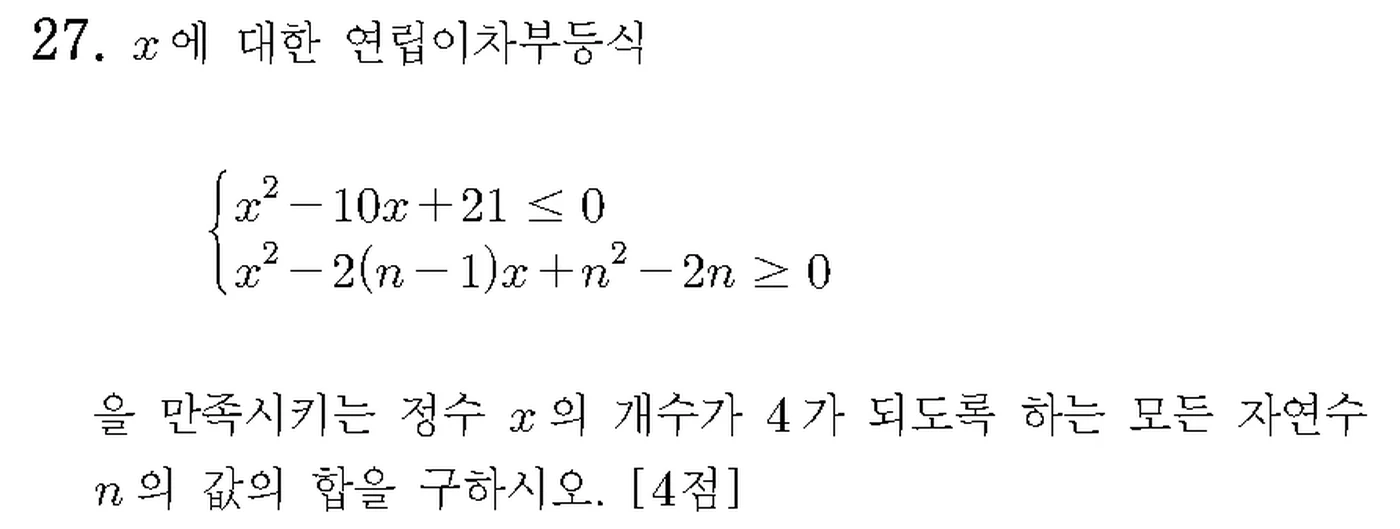 27. x에 대한 연립이차부등식
x² − 10x + 21 ≤ 0
x² − 2(n − 1)x + n² − 2n ≥ 0
을 만족시키는 정수 x의 개수가 4가 되도록 하는 모든 자연수
n의 값의 합을 구하시오. [4점]